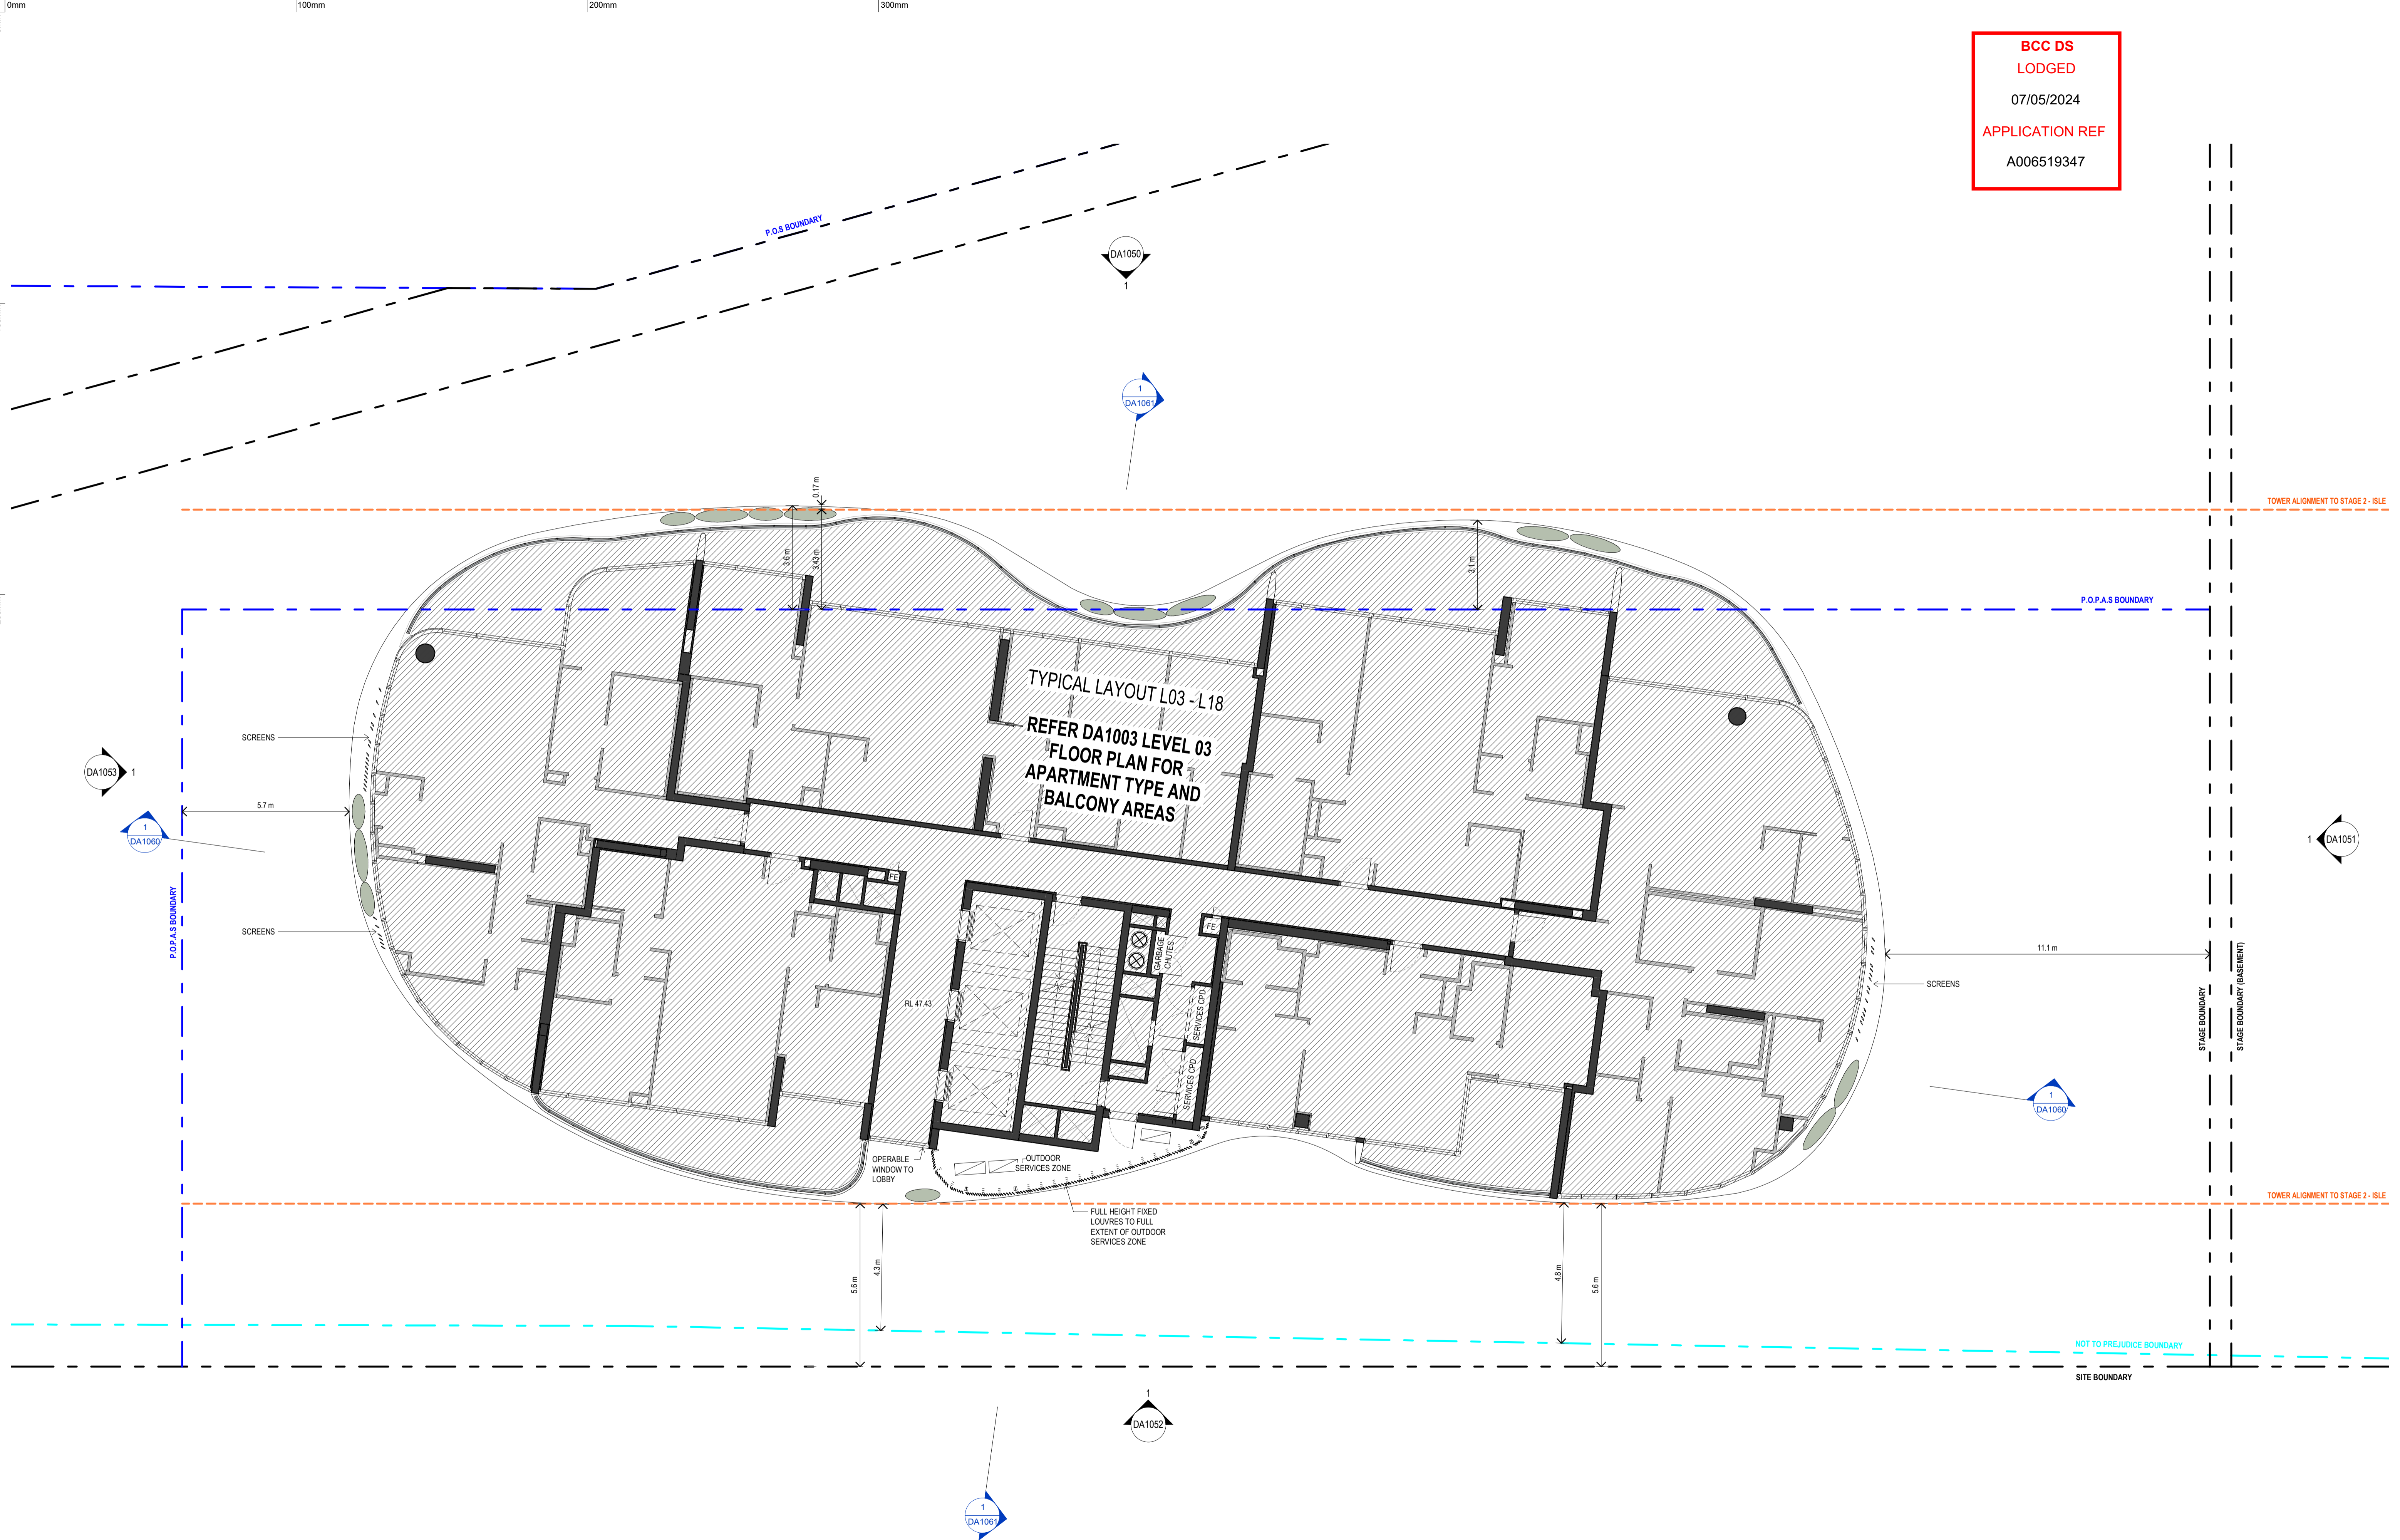 0mm
100mm
200mm
300mm
BCC DS
LODGED
07/05/2024
APPLICATION REF
A006519347
P.O.S BOUNDARY
DA1050
1
1
DA1061
0.17 m
TOWER ALIGNMENT TO STAGE 2 - ISLE
3.6 m
3.43 m
3.1 m
P.O.P.A.S BOUNDARY
TYPICAL LAYOUT L03 - L18
REFER DA1003 LEVEL 03
FLOOR PLAN FOR
APARTMENT TYPE AND
BALCONY AREAS
SCREENS
DA1053
1
5.7 m
1
DA1060
P.O.P.A.S BOUNDARY
SCREENS
FE
FE
GARBAGE
CHUTES
RL 47.43
SERVICES CPD
SERVICES CPD
1
DA1051
11.1 m
SCREENS
STAGE BOUNDARY
STAGE BOUNDARY (BASEMENT)
1
DA1060
OPERABLE
WINDOW TO
LOBBY
OUTDOOR
SERVICES ZONE
TOWER ALIGNMENT TO STAGE 2 - ISLE
FULL HEIGHT FIXED
LOUVRES TO FULL
EXTENT OF OUTDOOR
SERVICES ZONE
5.6 m
4.3 m
4.8 m
5.6 m
NOT TO PREJUDICE BOUNDARY
SITE BOUNDARY
1
DA1052
1
DA1061